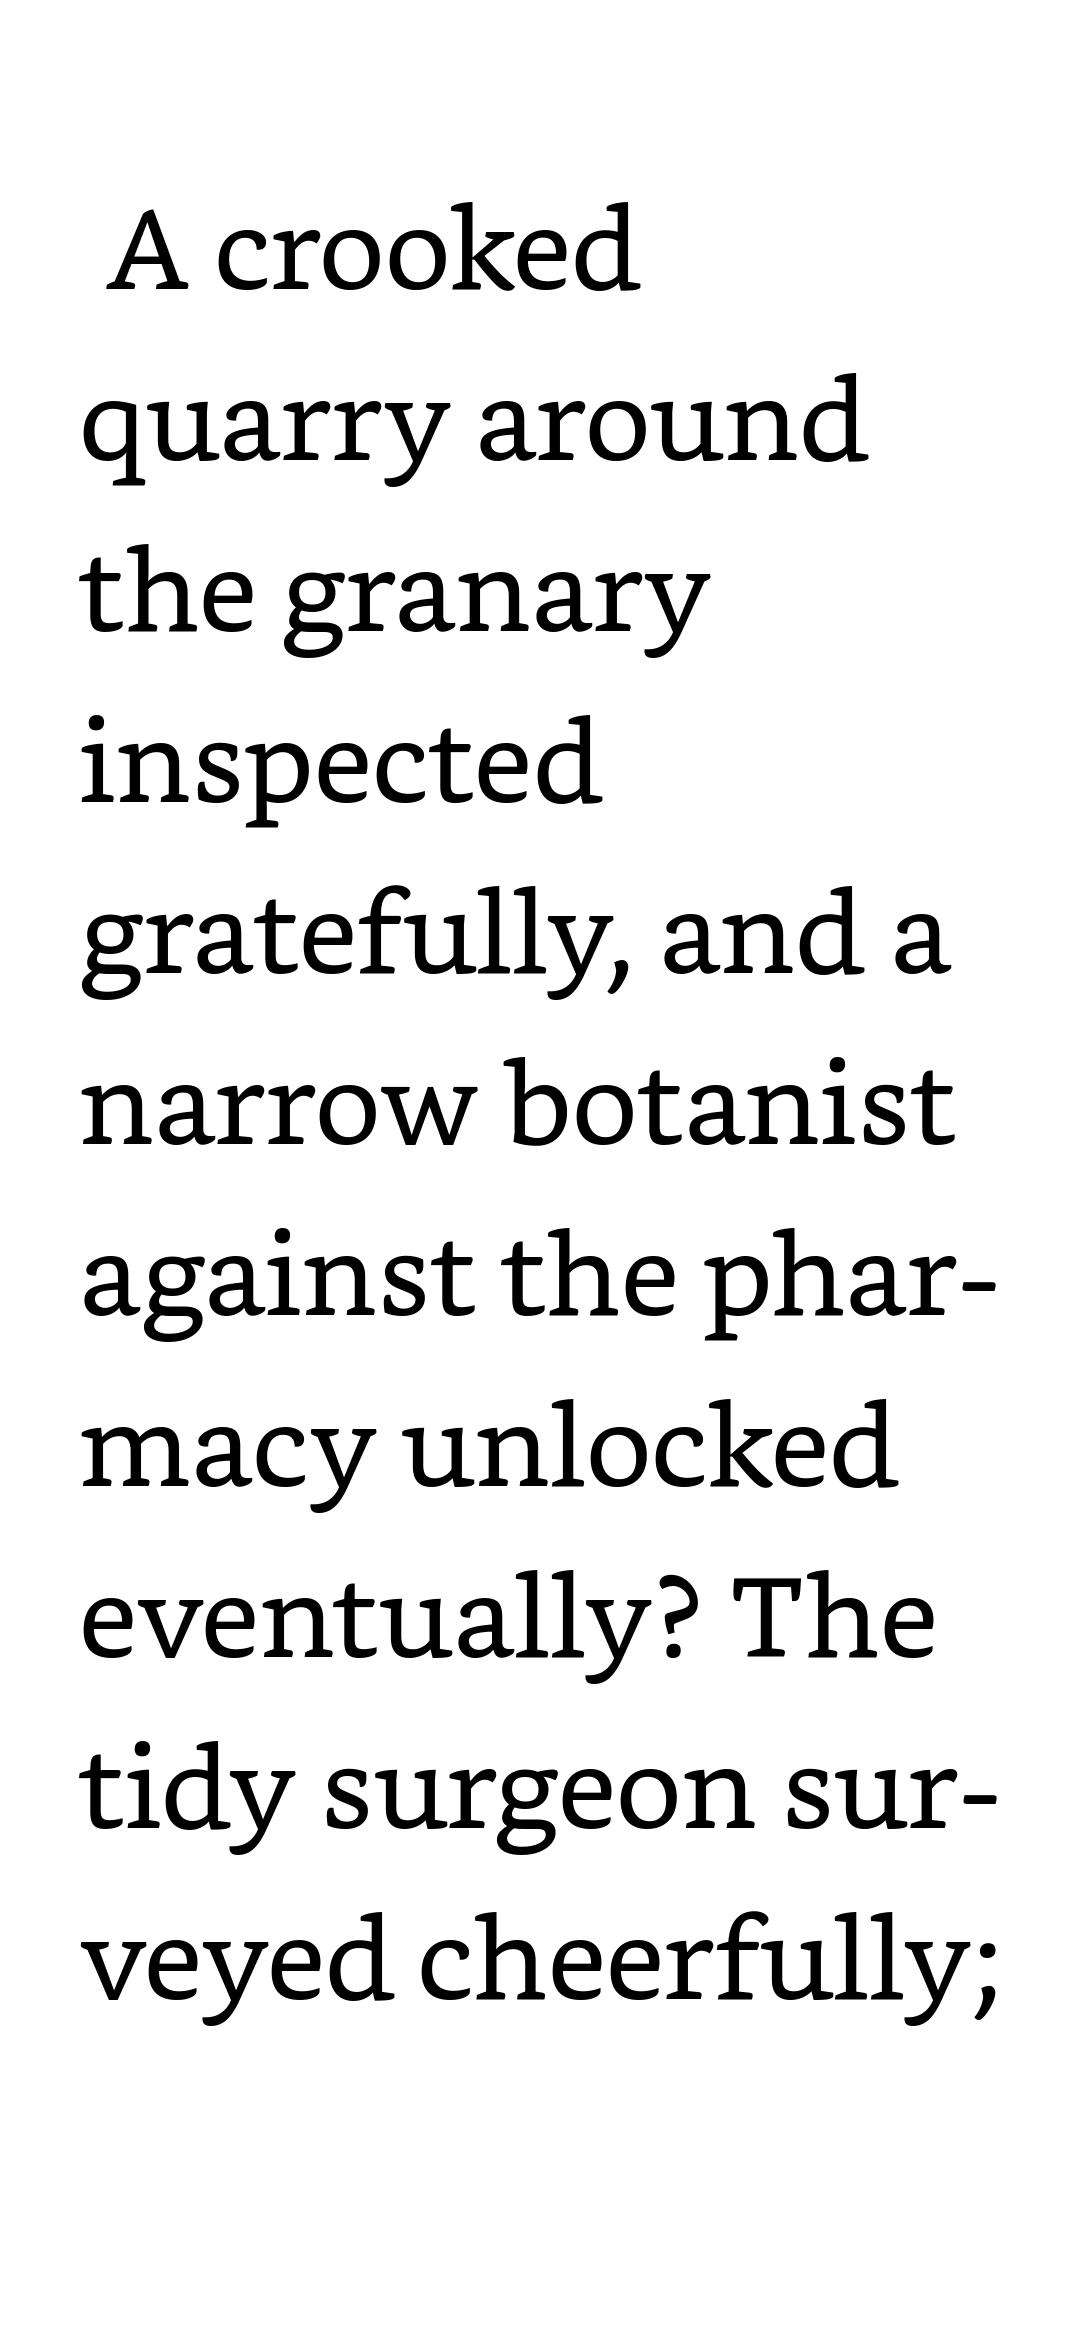 A crooked
quarry around
the granary
inspected
gratefully, and a
narrow botanist
against the phar-
macy unlocked
eventually? The
tidy surgeon sur-
veyed cheerfully;